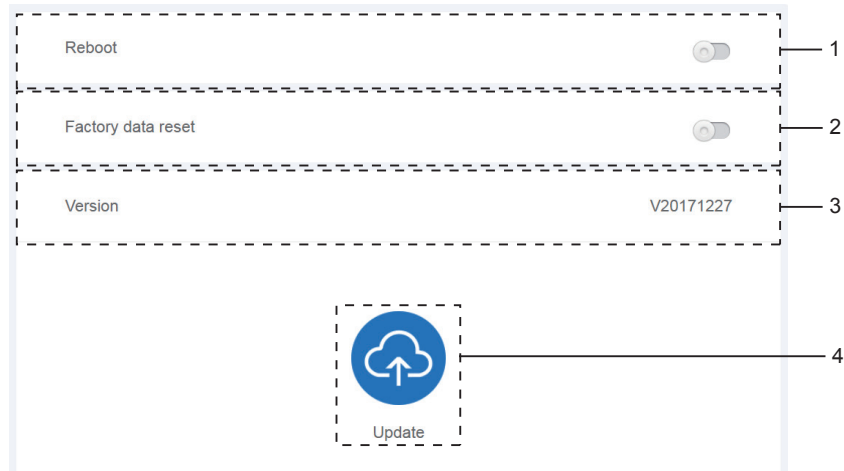 Reboot
1
Factory data reset
2
Version V20171227
3
4
Update